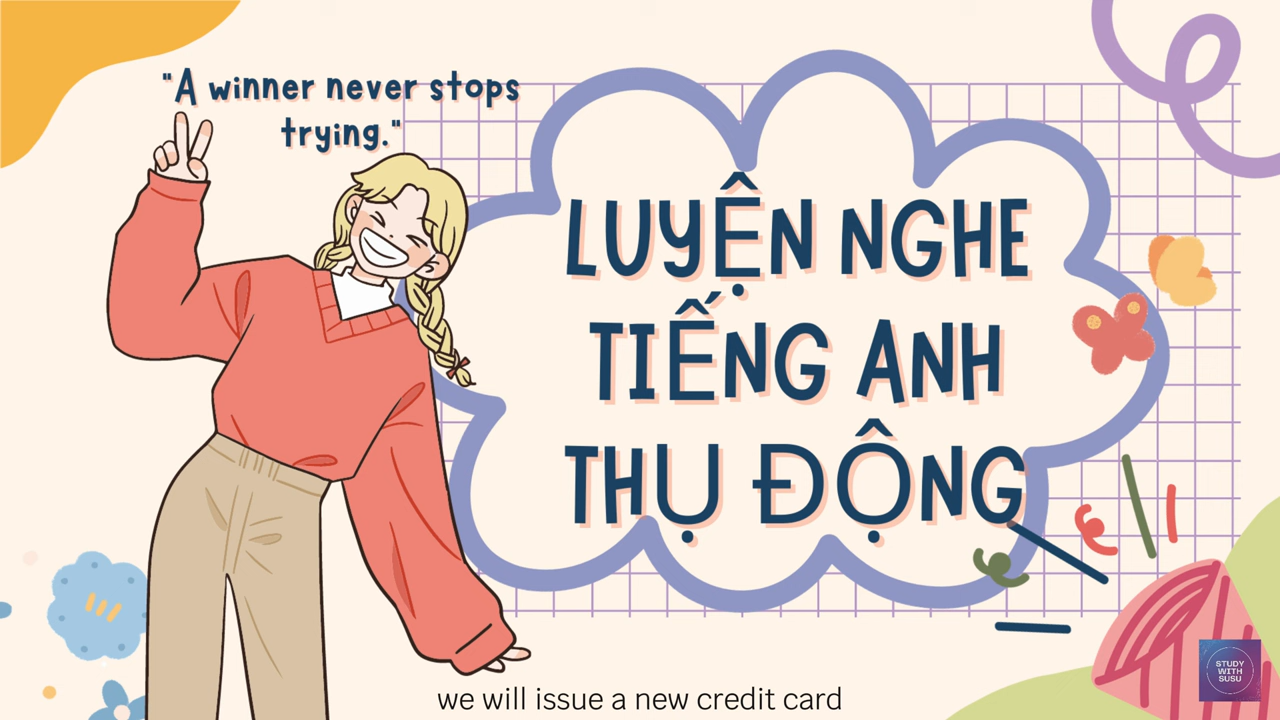 "A winner never stops
trying."
LUYỆN NGHE
TIẾNG ANH
THỤ ĐỘNG
STUDY
WITH
SUSU
we will issue a new credit card